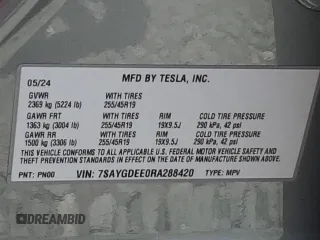 05/24 MFD BY TESLA, INC.
GVWR WITH TIRES
2369 kg (5224 lb) 255/45R19
GAWR FRT WITH TIRES RIM COLD TIRE PRESSURE
1363 kg (3004 lb) 255/45R19 19X9.5J 290 kPa, 42 psi
GAWR RR WITH TIRES RIM COLD TIRE PRESSURE
1500 kg (3306 lb) 255/45R19 19X9.5J 290 kPa, 42 psi
THIS VEHICLE CONFORMS TO ALL APPLICABLE U.S. FEDERAL MOTOR VEHICLE SAFETY AND
THEFT PREVENTION STANDARDS IN EFFECT ON THE DATE OF MANUFACTURE SHOWN ABOVE.
PNT: PN00 VIN: 7SAYGDEE0RA288420 TYPE: MPV
DREAMBID